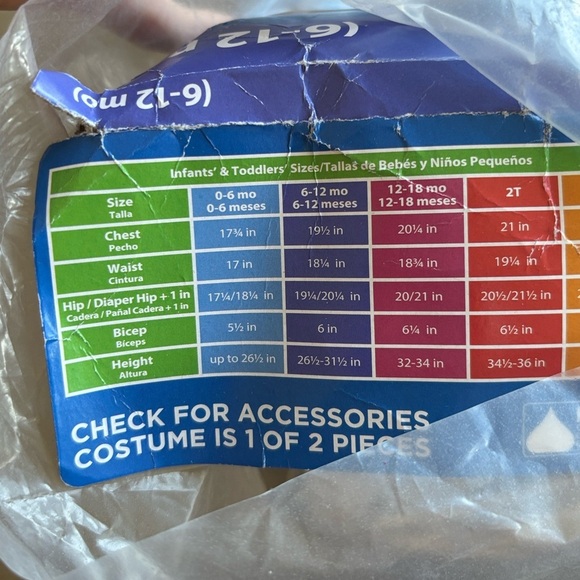 (6-12
(6-12 mo)
Infants' & Toddlers' Sizes/Tallas de Bebés y Niños Pequeños
Size 0-6 mo 6-12 mo 12-18 mo 2T
Talla 0-6 meses 6-12 meses 12-18 meses
Chest 17¾ in 19½ in 20¼ in 21 in
Pecho
Waist 17 in 18¼ in 18¾ in 19¼ in
Cintura
Hip / Diaper Hip + 1 in 17¼/18¼ in 19¼/20¼ in 20/21 in 20½/21½ in 2
Cadera / Pañal Cadera + 1 in
Bicep 5½ in 6 in 6¼ in 6½ in
Bíceps
Height up to 26½ in 26½-31½ in 32-34 in 34½-36 in
Altura
CHECK FOR ACCESSORIES
COSTUME IS 1 OF 2 PIECES